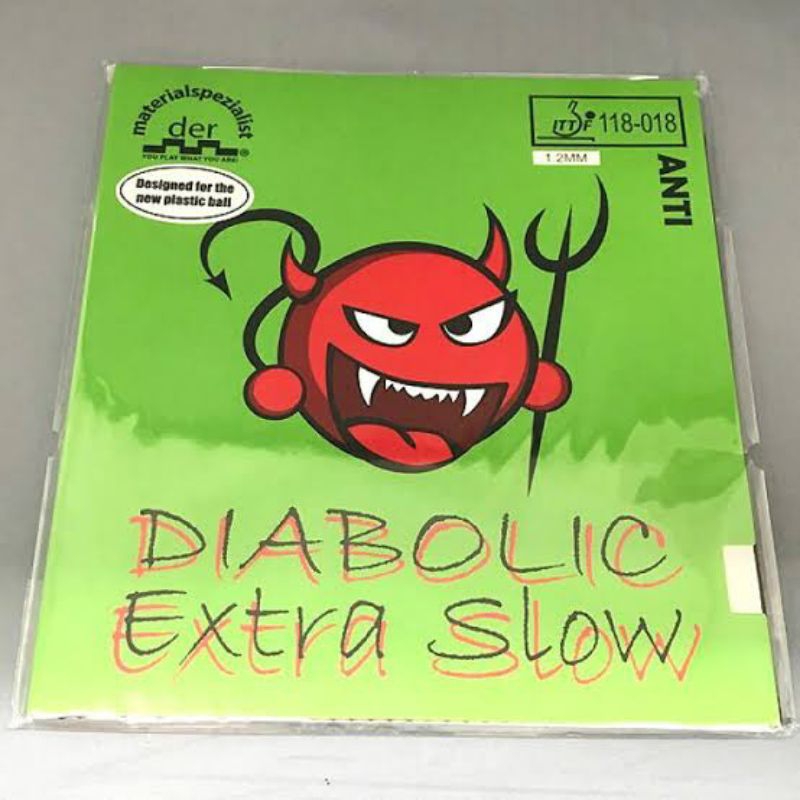 materialspezialist
der
®
YOU PLAY WHAT YOU ARE!
Designed for the
new plastic ball
ITTF 118-018
1.2MM
ANTI
DIABOLIC
Extra Slow